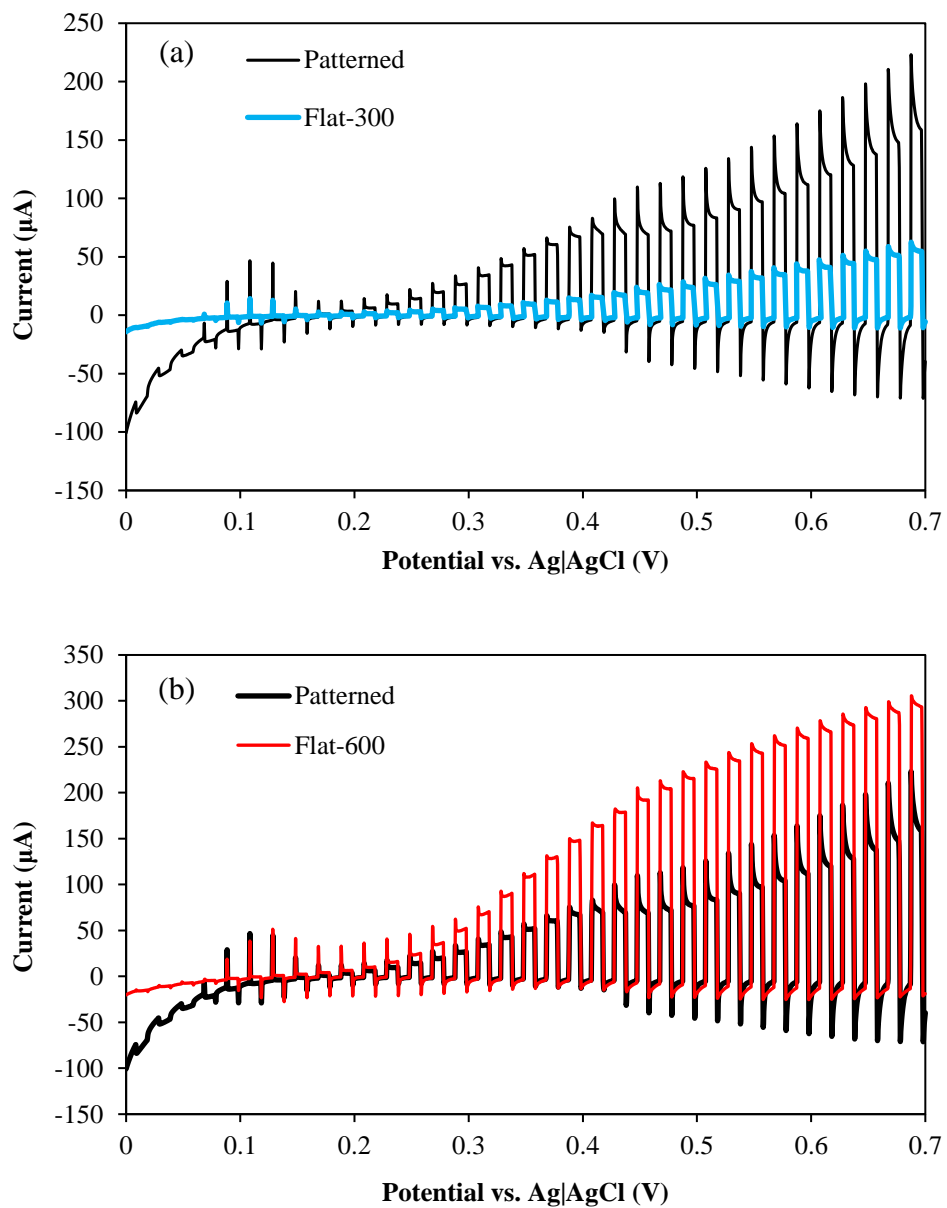 (a)
Patterned
Flat-300
Current (µA)
250
200
150
100
50
0
-50
-100
-150
0 0.1 0.2 0.3 0.4 0.5 0.6 0.7
Potential vs. Ag|AgCl (V)
(b)
Patterned
Flat-600
Current (µA)
350
300
250
200
150
100
50
0
-50
-100
-150
0 0.1 0.2 0.3 0.4 0.5 0.6 0.7
Potential vs. Ag|AgCl (V)